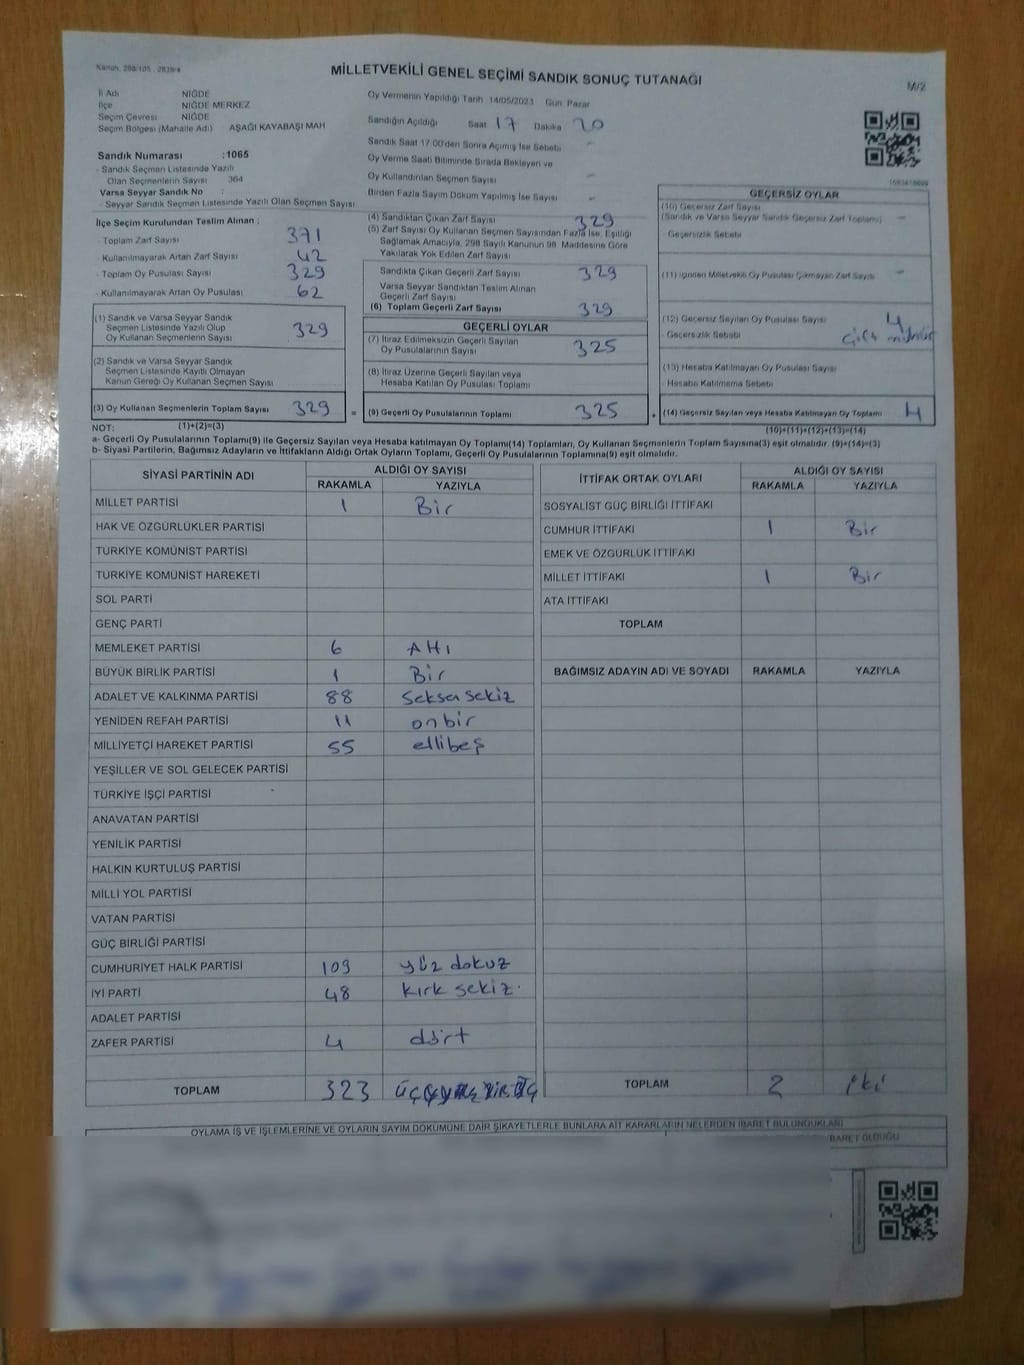 Kanun, 298/105 , 2839/4
MİLLETVEKİLİ GENEL SEÇİMİ SANDIK SONUÇ TUTANAĞI
M/2
İl Adı NİĞDE
İlçe NİĞDE MERKEZ
Seçim Çevresi NİĞDE
Seçim Bölgesi (Mahalle Adı) AŞAĞI KAYABAŞI MAH
Sandık Numarası :1065
- Sandık Seçmen Listesinde Yazılı
Olan Seçmenlerin Sayısı 364
Varsa Seyyar Sandık No :
- Seyyar Sandık Seçmen Listesinde Yazılı Olan Seçmen Sayısı
Oy Vermenin Yapıldığı Tarih 14/05/2023 Gün Pazar
Sandığın Açıldığı Saat 17 Dakika 20
Sandık Saat 17:00'den Sonra Açılmış İse Sebebi -
Oy Verme Saati Bitiminde Sırada Bekleyen ve
Oy Kullandırılan Seçmen Sayısı -
Birden Fazla Sayım Döküm Yapılmış İse Sayısı -
İlçe Seçim Kurulundan Teslim Alınan :
- Toplam Zarf Sayısı 371
- Kullanılmayarak Artan Zarf Sayısı 42
- Toplam Oy Pusulası Sayısı 329
- Kullanılmayarak Artan Oy Pusulası 62
(1) Sandık ve Varsa Seyyar Sandık
Seçmen Listesinde Yazılı Olup
Oy Kullanan Seçmenlerin Sayısı 329
(2) Sandık ve Varsa Seyyar Sandık
Seçmen Listesinde Kayıtlı Olmayan
Kanun Gereği Oy Kullanan Seçmen Sayısı
(3) Oy Kullanan Seçmenlerin Toplam Sayısı 329 =
(4) Sandıktan Çıkan Zarf Sayısı 329
(5) Zarf Sayısı Oy Kullanan Seçmen Sayısından Fazla İse, Eşitliği
Sağlamak Amacıyla, 298 Sayılı Kanunun 98. Maddesine Göre
Yakılarak Yok Edilen Zarf Sayısı
Sandıkta Çıkan Geçerli Zarf Sayısı 329
Varsa Seyyar Sandıktan Teslim Alınan
Geçerli Zarf Sayısı
(6) Toplam Geçerli Zarf Sayısı 329
GEÇERLİ OYLAR
(7) İtiraz Edilmeksizin Geçerli Sayılan
Oy Pusulalarının Sayısı 325
(8) İtiraz Üzerine Geçerli Sayılan veya
Hesaba Katılan Oy Pusulası Toplamı
(9) Geçerli Oy Pusulalarının Toplamı 325 +
GEÇERSİZ OYLAR
(10) Geçersiz Zarf Sayısı
(Sandık ve Varsa Seyyar Sandık Geçersiz Zarf Toplamı) -
Geçersizlik Sebebi
(11) İçinden Milletvekili Oy Pusulası Çıkmayan Zarf Sayısı -
(12) Geçersiz Sayılan Oy Pusulası Sayısı 4
Geçersizlik Sebebi Çift mühür
(13) Hesaba Katılmayan Oy Pusulası Sayısı
Hesaba Katılmama Sebebi
(14) Geçersiz Sayılan veya Hesaba Katılmayan Oy Toplamı 4
NOT: (1)+(2)=(3) (10)+(11)+(12)+(13)=(14)
a- Geçerli Oy Pusulalarının Toplamı(9) ile Geçersiz Sayılan veya Hesaba katılmayan Oy Toplamı(14) Toplamları, Oy Kullanan Seçmenlerin Toplam Sayısına(3) eşit olmalıdır. (9)+(14)=(3)
b- Siyasi Partilerin, Bağımsız Adayların ve İttifakların Aldığı Ortak Oyların Toplamı, Geçerli Oy Pusulalarının Toplamına(9) eşit olmalıdır.
SİYASİ PARTİNİN ADI ALDIĞI OY SAYISI
RAKAMLA YAZIYLA
MİLLET PARTİSİ 1 Bir
HAK VE ÖZGÜRLÜKLER PARTİSİ
TÜRKİYE KOMÜNİST PARTİSİ
TÜRKİYE KOMÜNİST HAREKETİ
SOL PARTİ
GENÇ PARTİ
MEMLEKET PARTİSİ 6 Altı
BÜYÜK BİRLİK PARTİSİ 1 Bir
ADALET VE KALKINMA PARTİSİ 88 Seksen sekiz
YENİDEN REFAH PARTİSİ 11 onbir
MİLLİYETÇİ HAREKET PARTİSİ 55 ellibeş
YEŞİLLER VE SOL GELECEK PARTİSİ
TÜRKİYE İŞÇİ PARTİSİ
ANAVATAN PARTİSİ
YENİLİK PARTİSİ
HALKIN KURTULUŞ PARTİSİ
MİLLİ YOL PARTİSİ
VATAN PARTİSİ
GÜÇ BİRLİĞİ PARTİSİ
CUMHURİYET HALK PARTİSİ 109 yüz dokuz
İYİ PARTİ 48 kırk sekiz.
ADALET PARTİSİ
ZAFER PARTİSİ 4 dört
TOPLAM 323
İTTİFAK ORTAK OYLARI ALDIĞI OY SAYISI
RAKAMLA YAZIYLA
SOSYALİST GÜÇ BİRLİĞİ İTTİFAKI
CUMHUR İTTİFAKI 1 Bir
EMEK VE ÖZGÜRLÜK İTTİFAKI
MİLLET İTTİFAKI 1 Bir
ATA İTTİFAKI
TOPLAM
BAĞIMSIZ ADAYIN ADI VE SOYADI RAKAMLA YAZIYLA
TOPLAM 2 iki
OYLAMA İŞ VE İŞLEMLERİNE VE OYLARIN SAYIM DÖKÜMÜNE DAİR ŞİKAYETLERLE BUNLARA AİT KARARLARIN NELERDEN İBARET BULUNDUKLARI
İBARET OLDUĞU